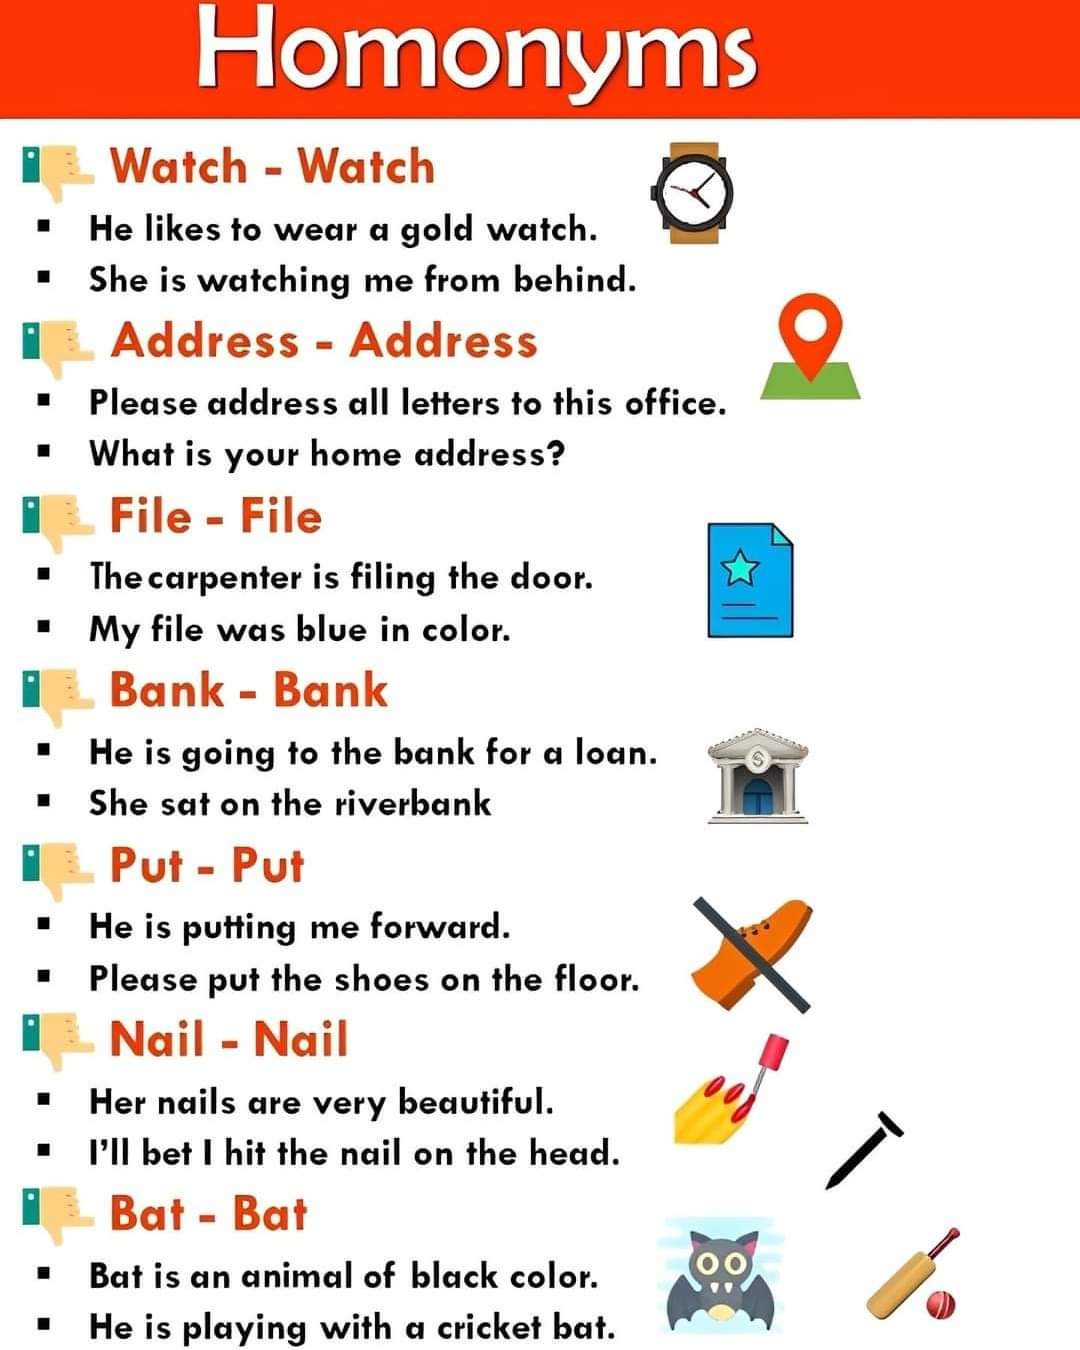 Homonyms
Watch - Watch
▪ He likes to wear a gold watch.
▪ She is watching me from behind.
Address - Address
▪ Please address all letters to this office.
▪ What is your home address?
File - File
▪ The carpenter is filing the door.
▪ My file was blue in color.
Bank - Bank
▪ He is going to the bank for a loan.
▪ She sat on the riverbank
Put - Put
▪ He is putting me forward.
▪ Please put the shoes on the floor.
Nail - Nail
▪ Her nails are very beautiful.
▪ I’ll bet I hit the nail on the head.
Bat - Bat
▪ Bat is an animal of black color.
▪ He is playing with a cricket bat.